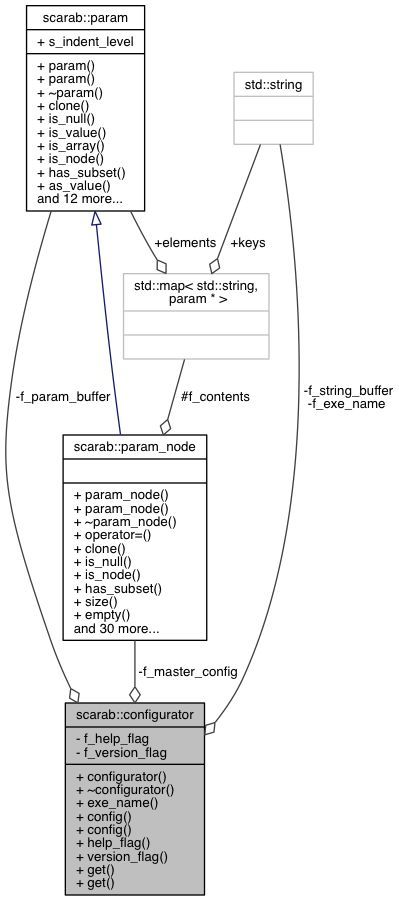 scarab::param
+ s_indent_level
+ param()
+ param()
+ ~param()
+ clone()
+ is_null()
+ is_value()
+ is_array()
+ is_node()
+ has_subset()
+ as_value()
and 12 more...
std::string
+elements
+keys
std::map< std::string,
param * >
-f_param_buffer
#f_contents
-f_string_buffer
-f_exe_name
scarab::param_node
+ param_node()
+ param_node()
+ ~param_node()
+ operator=()
+ clone()
+ is_null()
+ is_node()
+ has_subset()
+ size()
+ empty()
and 30 more...
-f_master_config
scarab::configurator
- f_help_flag
- f_version_flag
+ configurator()
+ ~configurator()
+ exe_name()
+ config()
+ config()
+ help_flag()
+ version_flag()
+ get()
+ get()